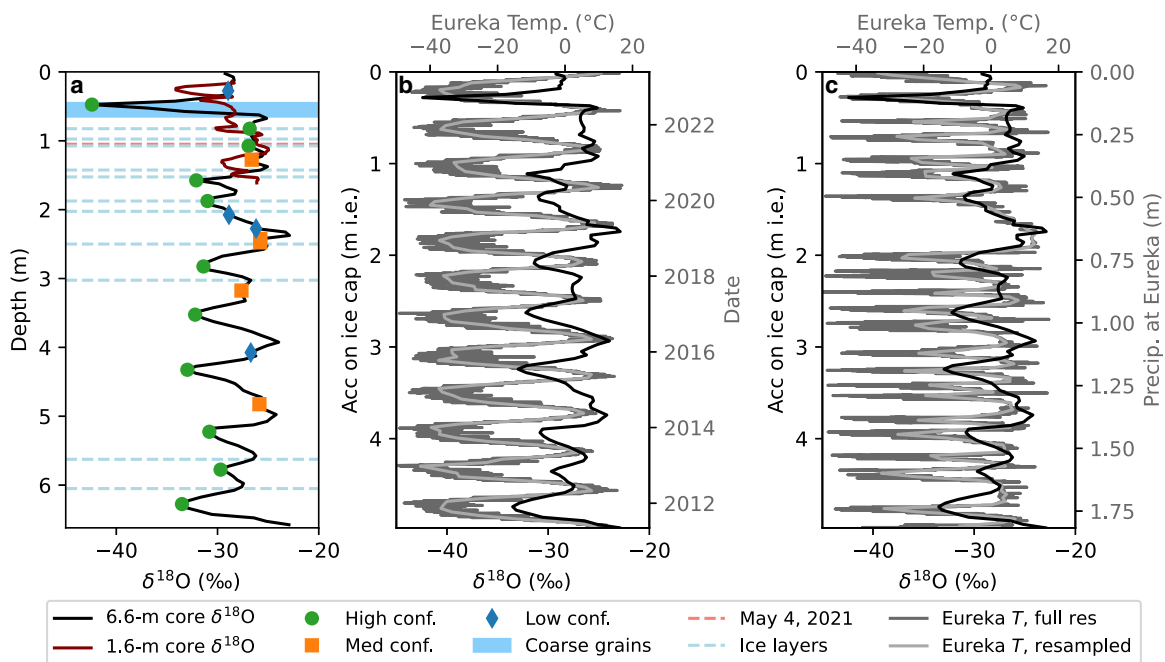 Eureka Temp. (°C)
Eureka Temp. (°C)
−40 −20 0 20
−40 −20 0 20
a
b
c
0
1
2
3
4
5
6
Depth (m)
−40 −30 −20
δ18O (‰)
0
1
2
3
4
Acc on ice cap (m i.e.)
2022
2020
2018
2016
2014
2012
Date
−40 −30 −20
δ18O (‰)
0
1
2
3
4
Acc on ice cap (m i.e.)
0.00
0.25
0.50
0.75
1.00
1.25
1.50
1.75
Precip. at Eureka (m)
−40 −30 −20
δ18O (‰)
6.6-m core δ18O
1.6-m core δ18O
High conf.
Med conf.
Low conf.
Coarse grains
May 4, 2021
Ice layers
Eureka T, full res
Eureka T, resampled